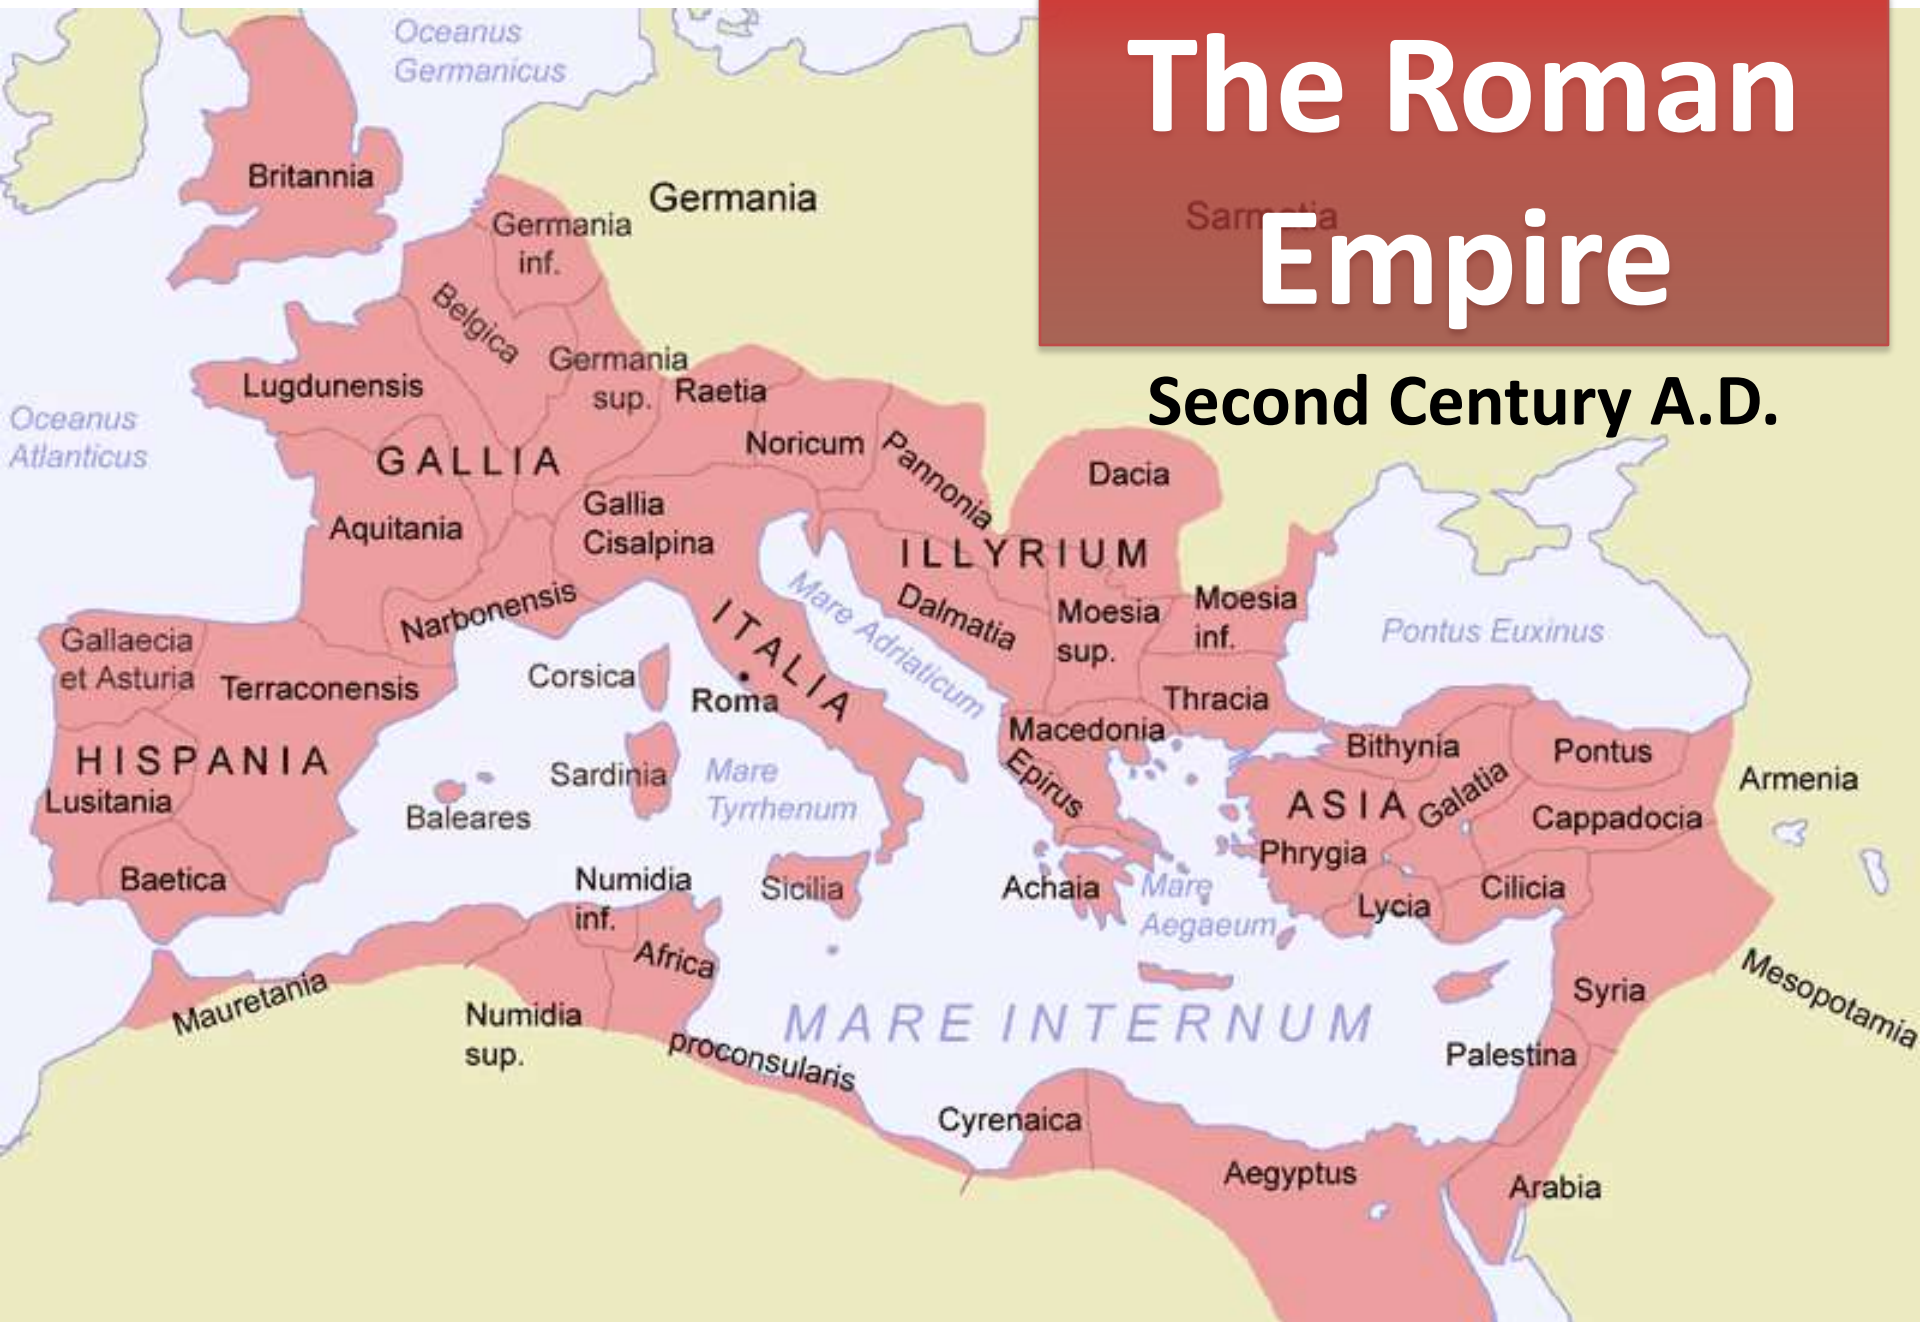 The Roman
Empire
Second Century A.D.
Oceanus
Germanicus
Britannia
Germania
Sarmatia
Germania
inf.
Belgica
Germania
sup.
Raetia
Lugdunensis
Oceanus
Atlanticus
GALLIA
Noricum
Pannonia
Dacia
Gallia
Cisalpina
Aquitania
ILLYRIUM
Narbonensis
ITALIA
Mare Adriaticum
Dalmatia
Moesia
sup.
Moesia
inf.
Pontus Euxinus
Gallaecia
et Asturia
Terraconensis
Corsica
Roma
Thracia
Macedonia
Epirus
HISPANIA
Lusitania
Sardinia
Mare
Tyrrhenum
Baleares
Bithynia
Pontus
Armenia
ASIA
Galatia
Cappadocia
Phrygia
Baetica
Numidia
inf.
Sicilia
Achaia
Mare
Aegaeum
Lycia
Cilicia
Africa
proconsularis
Mauretania
Numidia
sup.
MARE INTERNUM
Syria
Mesopotamia
Palestina
Cyrenaica
Aegyptus
Arabia